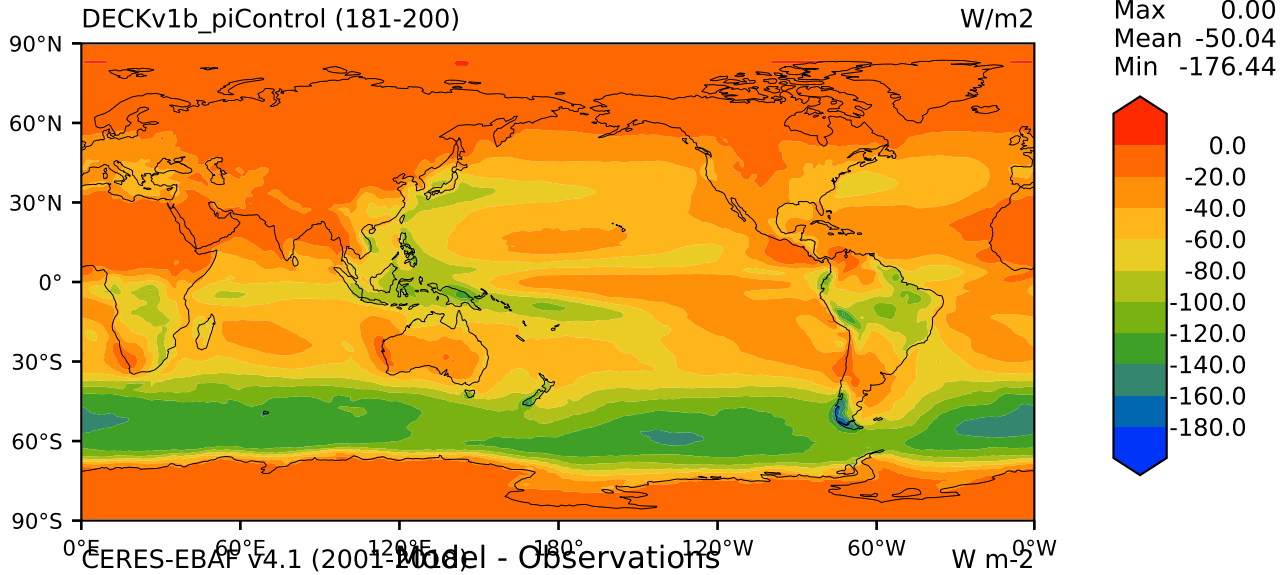 DECKv1b_piControl (181-200) W/m2
Max 0.00
Mean -50.04
Min -176.44
90°N
60°N
30°N
0°
30°S
60°S
90°S
0°E 60°E 120°E 180° 120°W 60°W 0°W
0.0
-20.0
-40.0
-60.0
-80.0
-100.0
-120.0
-140.0
-160.0
-180.0
CERES-EBAF v4.1 (2001-2018) W m-2
Model - Observations